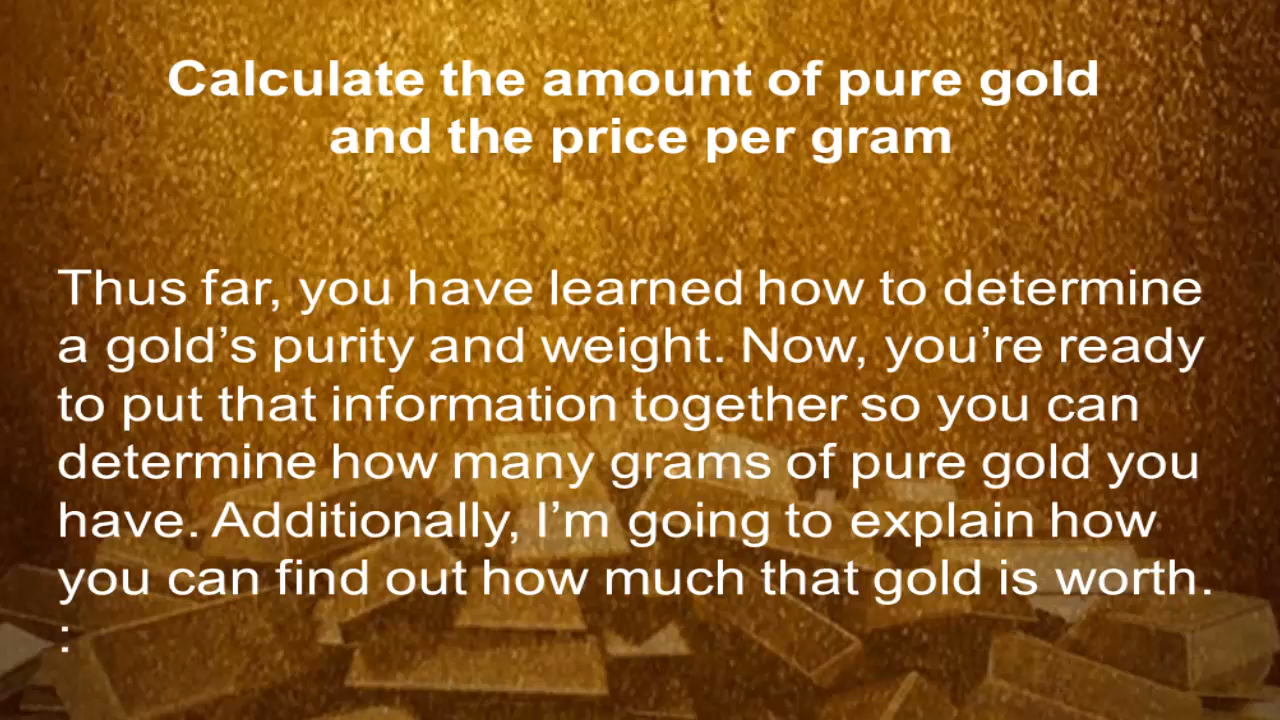 Calculate the amount of pure gold
and the price per gram
Thus far, you have learned how to determine
a gold’s purity and weight. Now, you’re ready
to put that information together so you can
determine how many grams of pure gold you
have. Additionally, I’m going to explain how
you can find out how much that gold is worth.
: